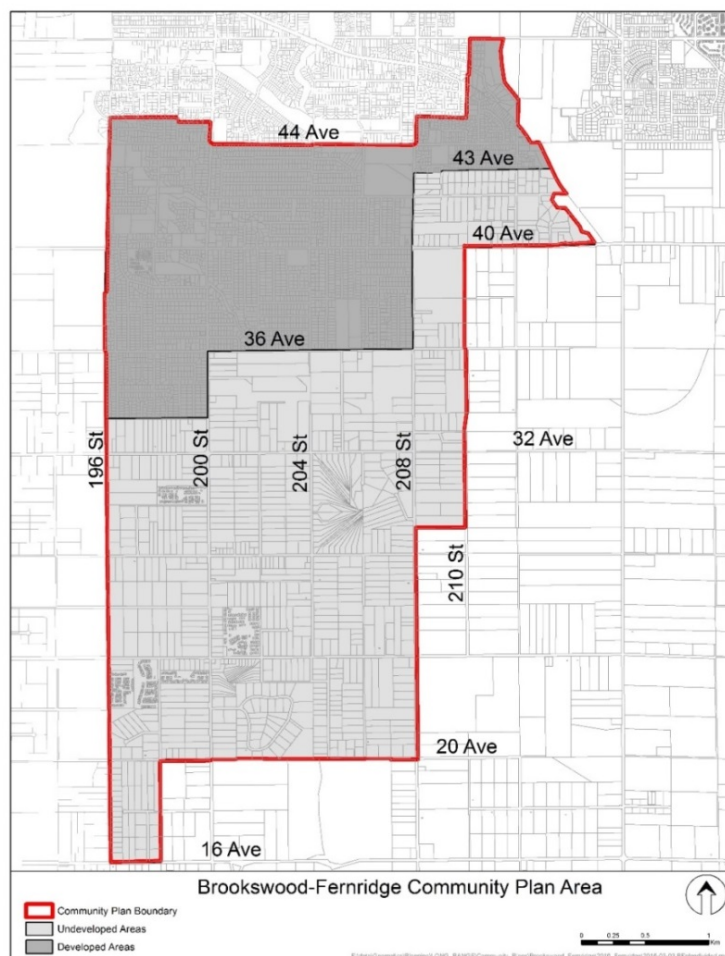 44 Ave
43 Ave
40 Ave
36 Ave
196 St
200 St
204 St
208 St
32 Ave
210 St
20 Ave
16 Ave
Brookswood-Fernridge Community Plan Area
Community Plan Boundary
Undeveloped Areas
Developed Areas
0 0.25 0.5 1
Km